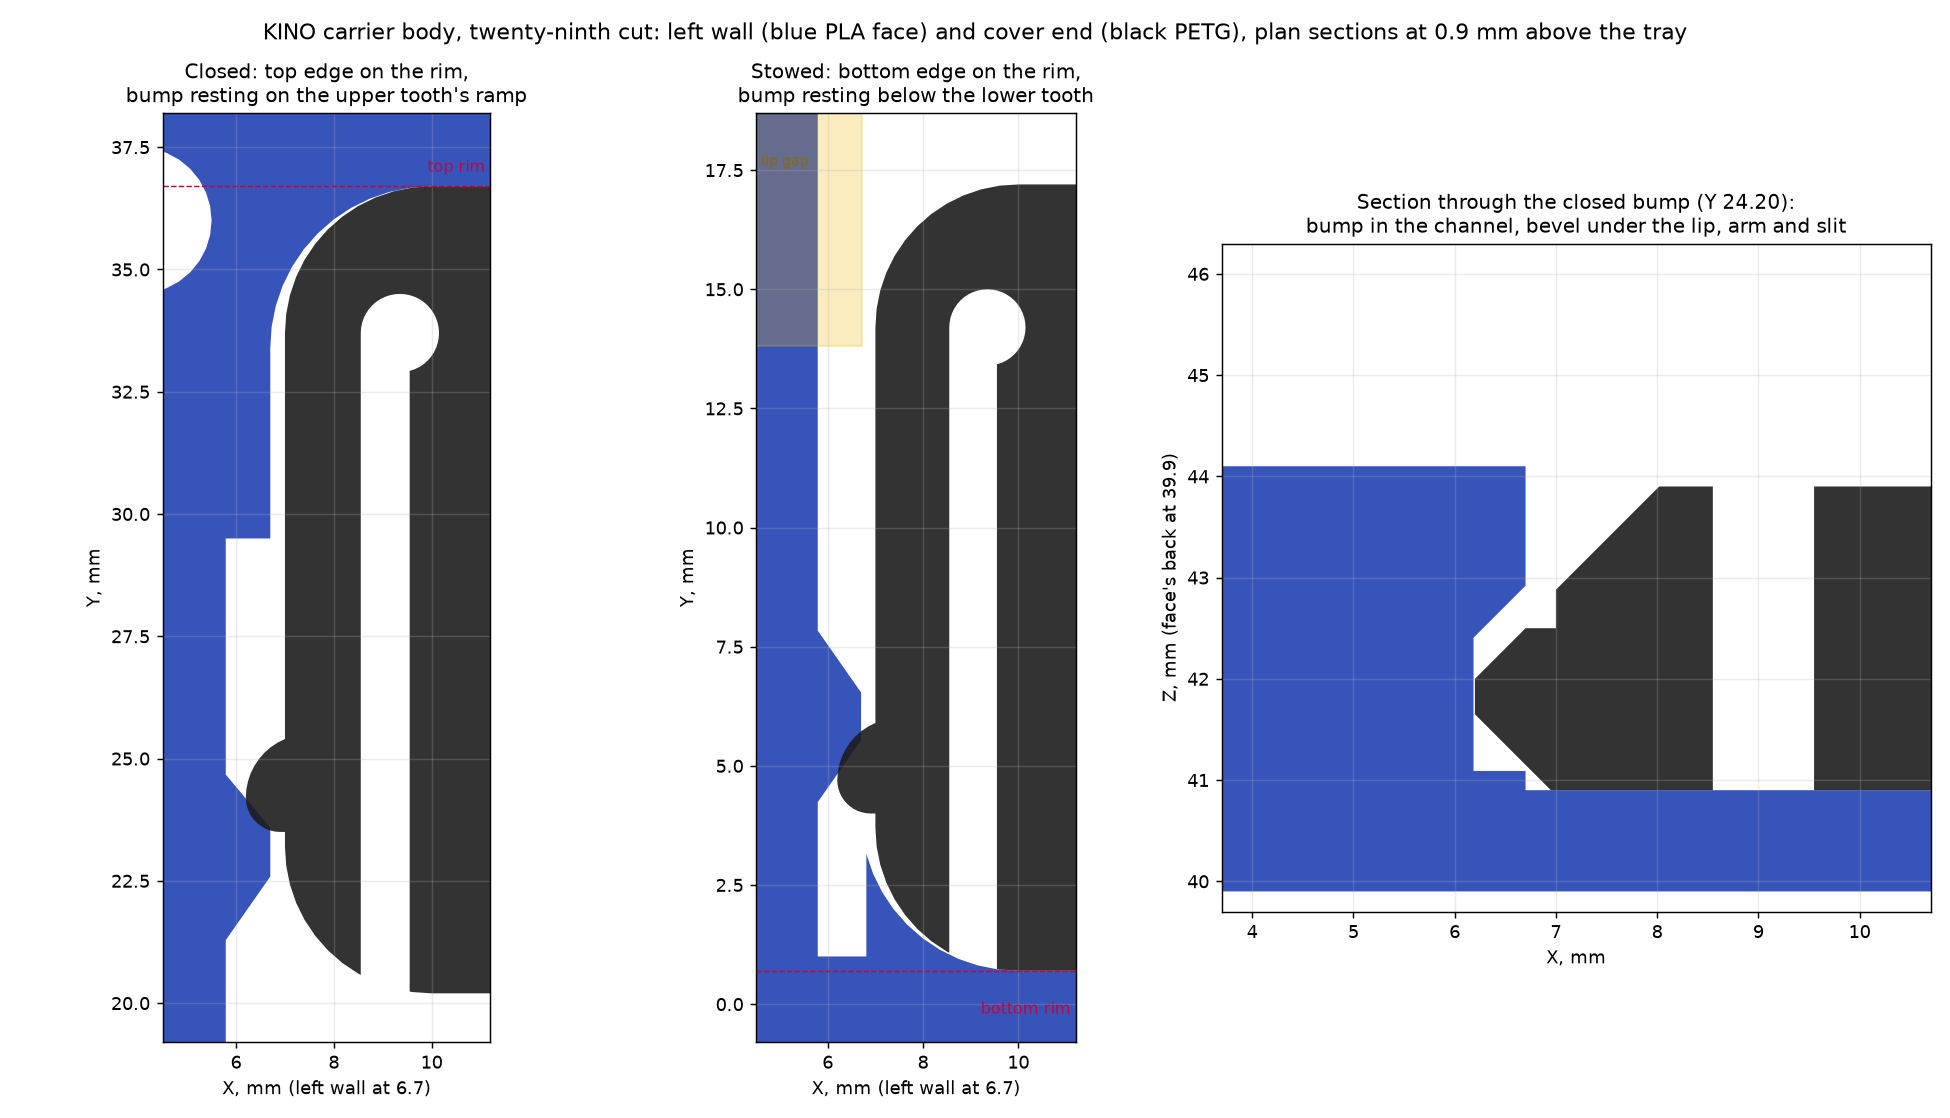 KINO carrier body, twenty-ninth cut: left wall (blue PLA face) and cover end (black PETG), plan sections at 0.9 mm above the tray
Closed: top edge on the rim,
bump resting on the upper tooth's ramp
top rim
37.5
35.0
32.5
30.0
27.5
25.0
22.5
20.0
Y, mm
6 8 10
X, mm (left wall at 6.7)
Stowed: bottom edge on the rim,
bump resting below the lower tooth
lip gap
17.5
15.0
12.5
10.0
7.5
5.0
2.5
0.0
Y, mm
bottom rim
6 8 10
X, mm (left wall at 6.7)
Section through the closed bump (Y 24.20):
bump in the channel, bevel under the lip, arm and slit
46
45
44
43
42
41
40
Z, mm (face's back at 39.9)
4 5 6 7 8 9 10
X, mm